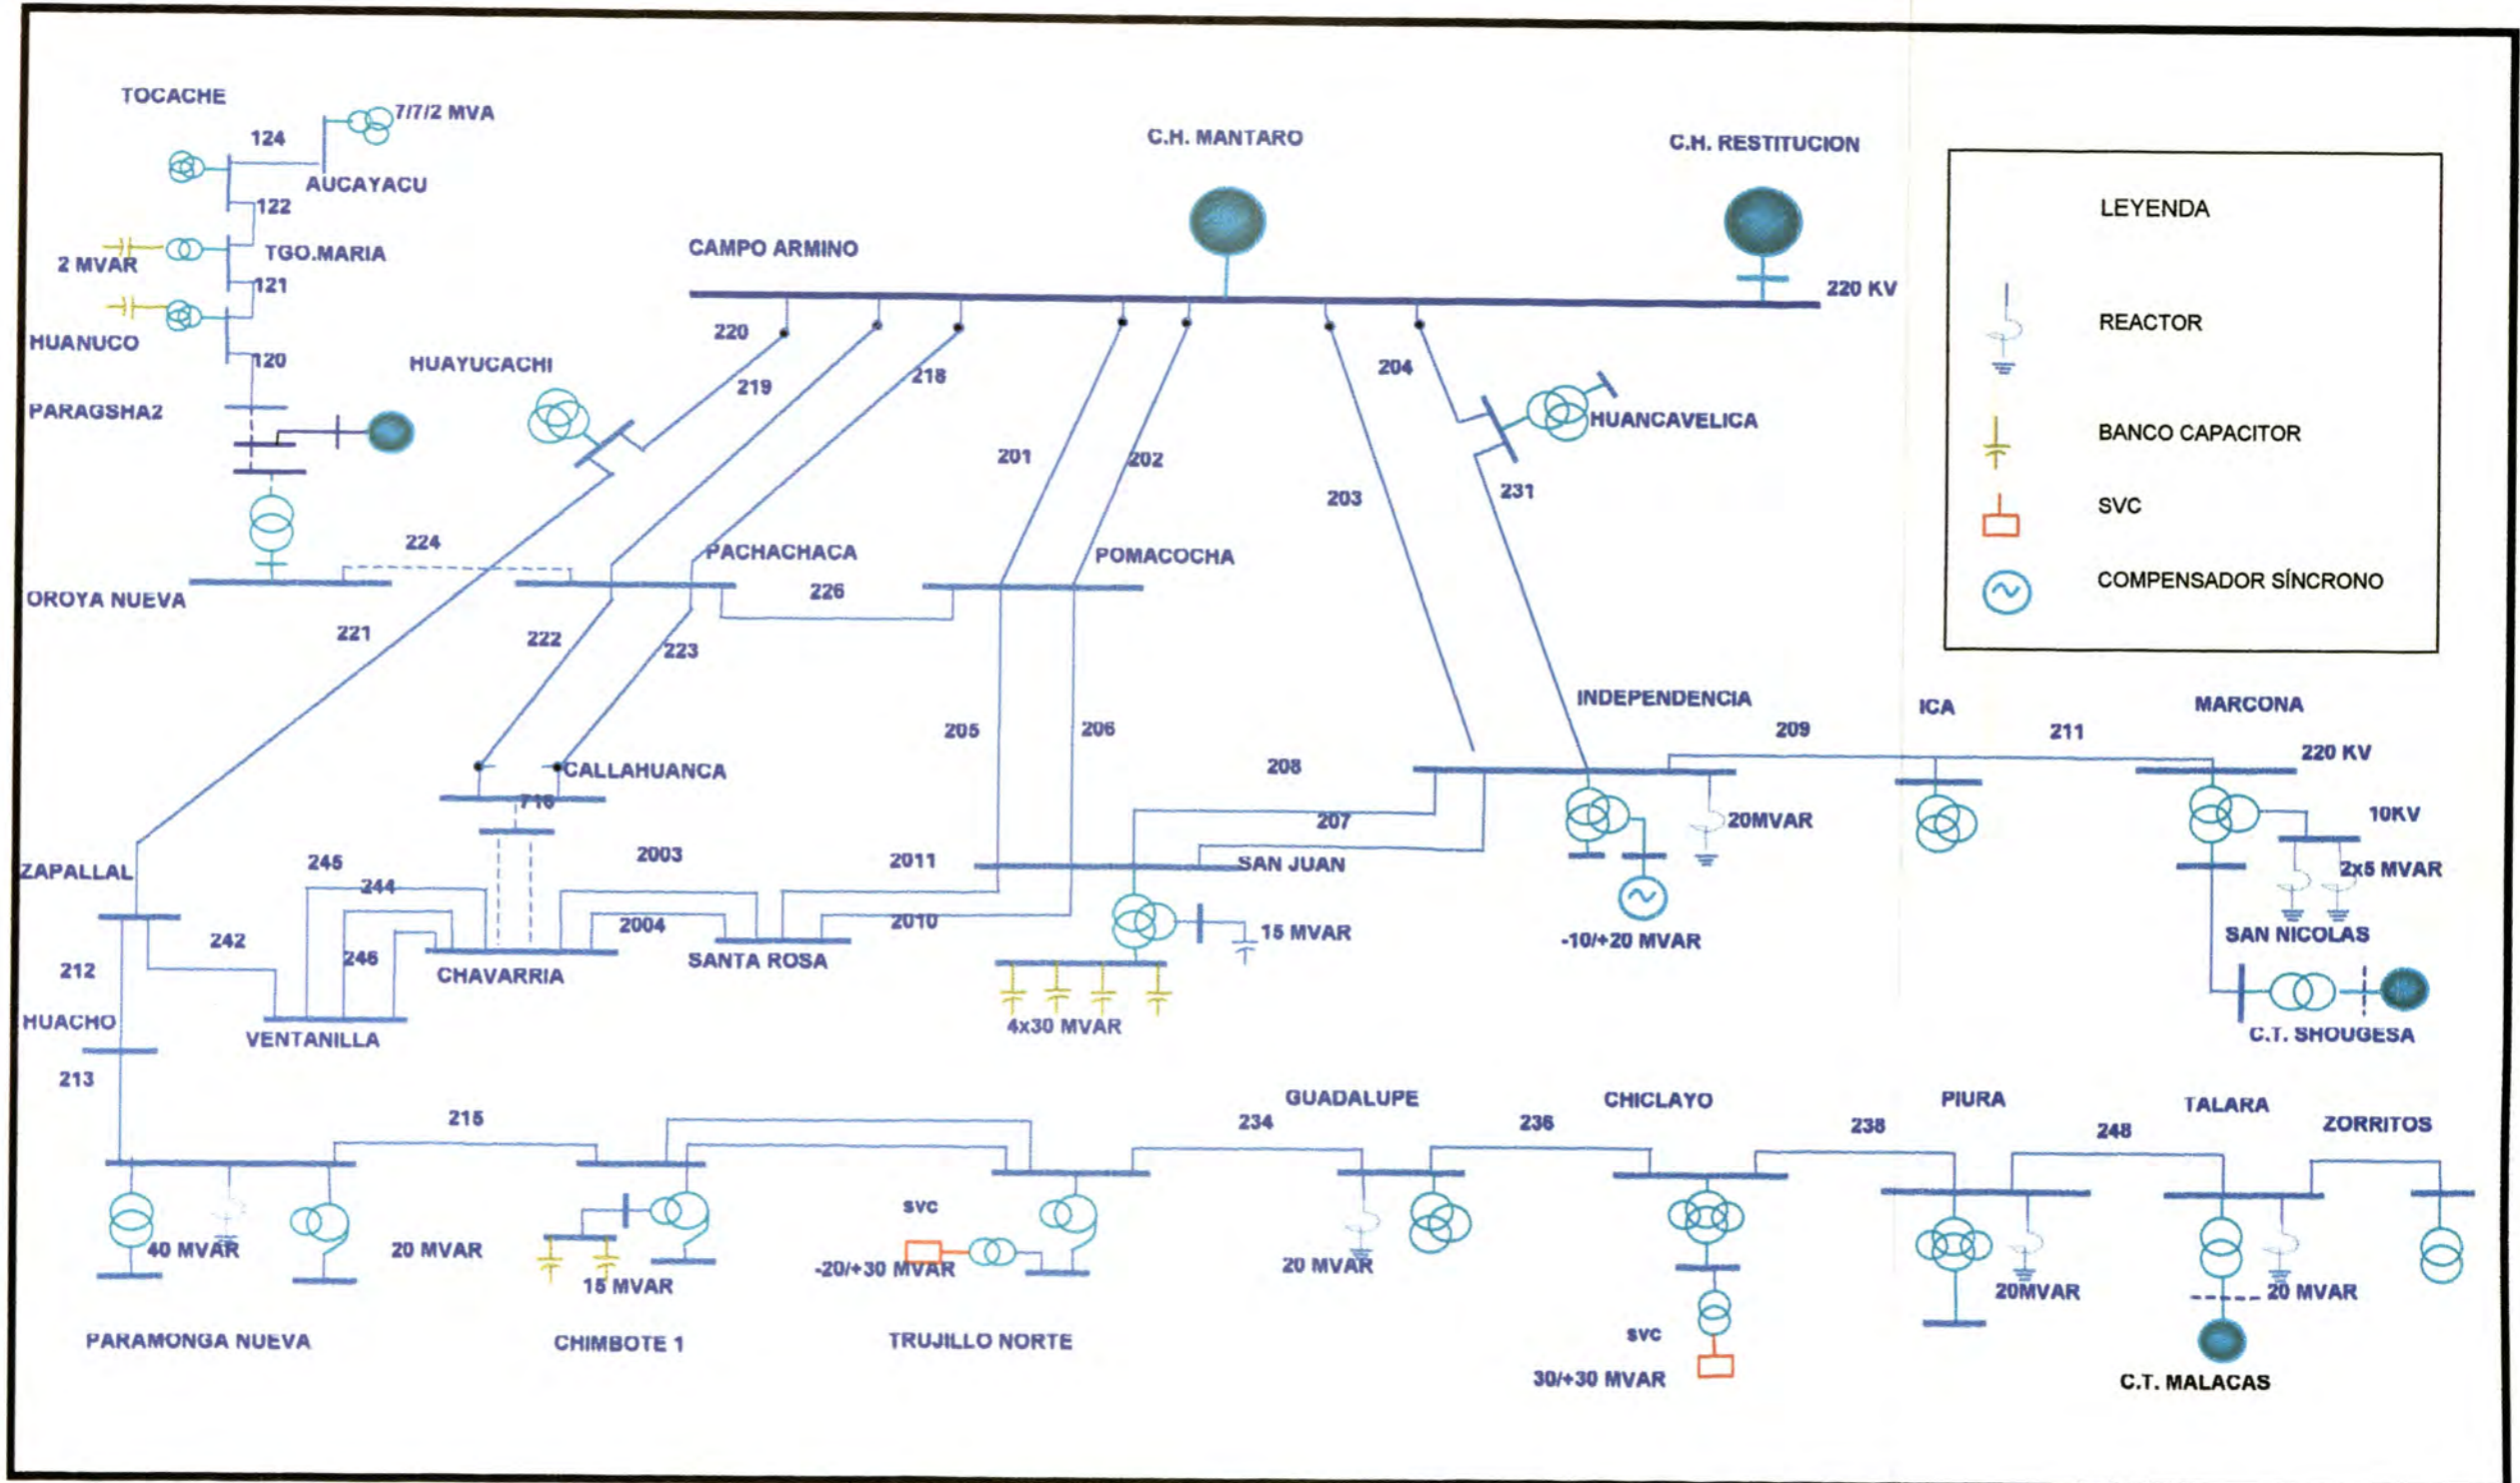 TOCACHE
7/7/2 MVA
124
AUCAYACU
122
2 MVAR
TGO.MARIA
121
HUANUCO
120
PARAGSHA2
HUAYUCACHI
C.H. MANTARO
C.H. RESTITUCION
CAMPO ARMINO
220 KV
220
219
218
201
202
203
204
231
HUANCAVELICA
LEYENDA
REACTOR
BANCO CAPACITOR
SVC
COMPENSADOR SÍNCRONO
OROYA NUEVA
224
PACHACHACA
226
POMACOCHA
221
222
223
205
206
CALLAHUANCA
716
INDEPENDENCIA
209
ICA
211
MARCONA
220 KV
10KV
2x5 MVAR
SAN NICOLAS
C.T. SHOUGESA
208
207
20MVAR
-10/+20 MVAR
ZAPALLAL
245
244
246
242
212
2003
2004
2011
2010
SAN JUAN
15 MVAR
4x30 MVAR
CHAVARRIA
SANTA ROSA
VENTANILLA
HUACHO
213
215
234
GUADALUPE
236
CHICLAYO
238
PIURA
248
TALARA
ZORRITOS
40 MVAR
20 MVAR
15 MVAR
SVC
-20/+30 MVAR
20 MVAR
SVC
30/+30 MVAR
20MVAR
20 MVAR
PARAMONGA NUEVA
CHIMBOTE 1
TRUJILLO NORTE
C.T. MALACAS